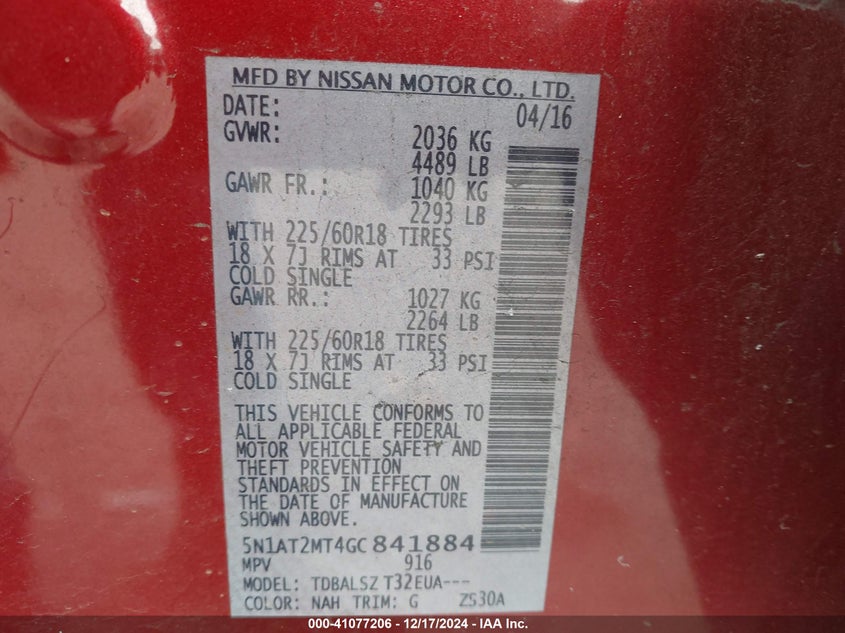 MFD BY NISSAN MOTOR CO., LTD.
DATE: 04/16
GVWR: 2036 KG
4489 LB
GAWR FR.: 1040 KG
2293 LB
WITH 225/60R18 TIRES
18 X 7J RIMS AT 33 PSI
COLD SINGLE
GAWR RR.: 1027 KG
2264 LB
WITH 225/60R18 TIRES
18 X 7J RIMS AT 33 PSI
COLD SINGLE
THIS VEHICLE CONFORMS TO
ALL APPLICABLE FEDERAL
MOTOR VEHICLE SAFETY AND
THEFT PREVENTION
STANDARDS IN EFFECT ON
THE DATE OF MANUFACTURE
SHOWN ABOVE.
5N1AT2MT4GC841884
MPV 916
MODEL: TDBALSZ T32EUA---
COLOR: NAH TRIM: G ZS30A
000-41077206 - 12/17/2024 - IAA Inc.